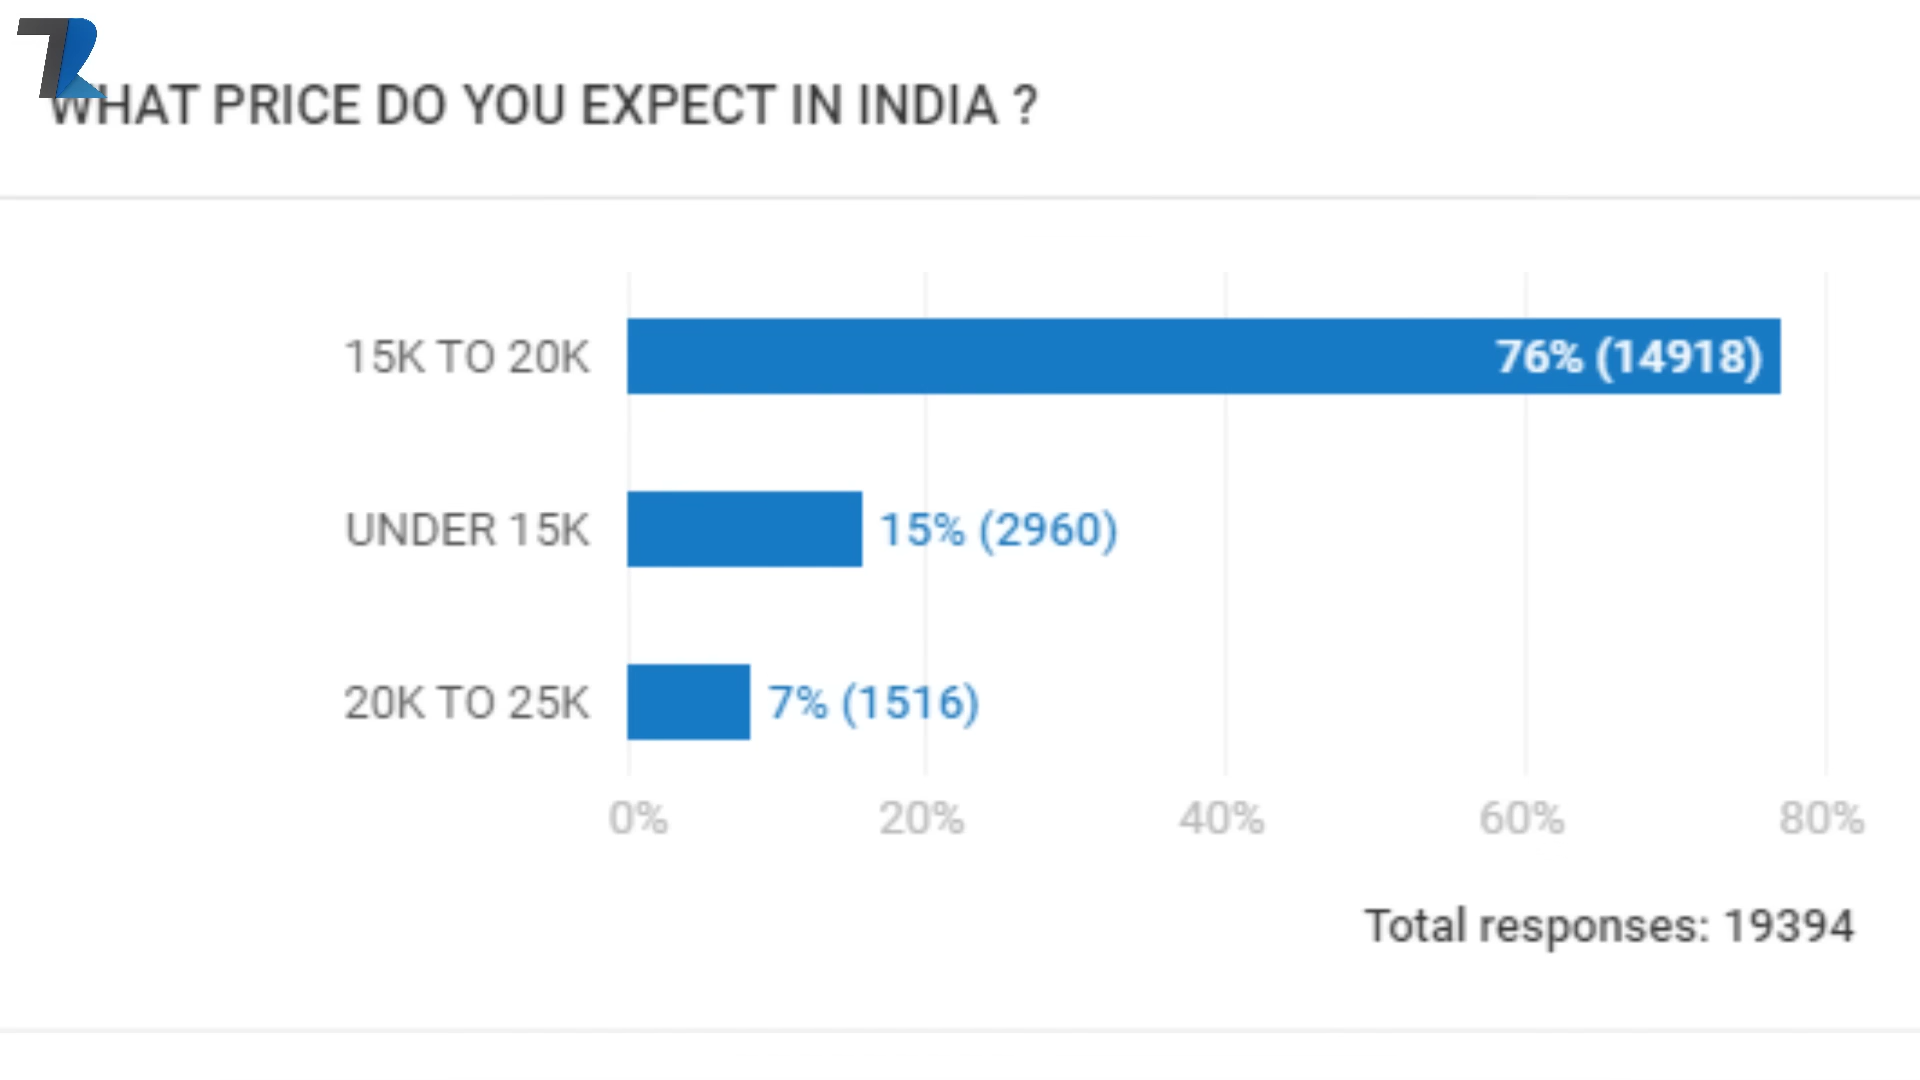 WHAT PRICE DO YOU EXPECT IN INDIA ?
15K TO 20K 76% (14918)
UNDER 15K 15% (2960)
20K TO 25K 7% (1516)
0% 20% 40% 60% 80%
Total responses: 19394